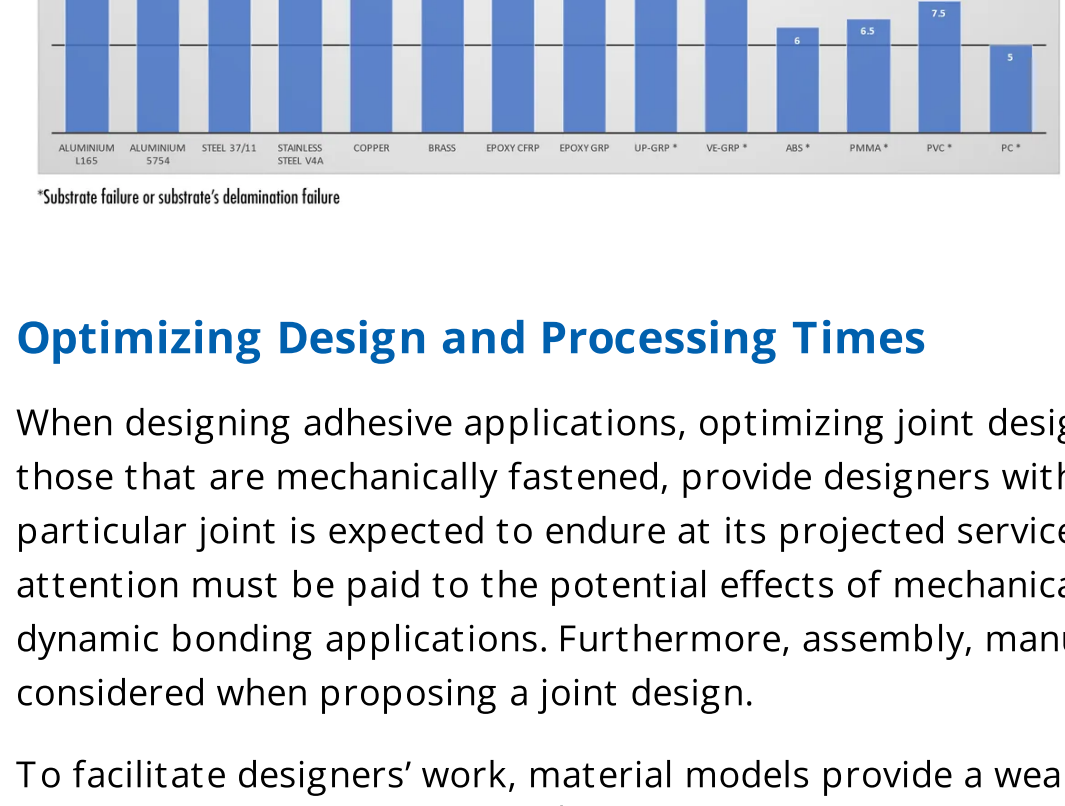 6 6.5 7.5 5
ALUMINIUM L165 ALUMINIUM 5754 STEEL 37/11 STAINLESS STEEL V4A COPPER BRASS EPOXY CFRP EPOXY GRP UP-GRP * VE-GRP * ABS * PMMA * PVC * PC *
*Substrate failure or substrate's delamination failure
Optimizing Design and Processing Times
When designing adhesive applications, optimizing joint desig
those that are mechanically fastened, provide designers with
particular joint is expected to endure at its projected service
attention must be paid to the potential effects of mechanica
dynamic bonding applications. Furthermore, assembly, manu
considered when proposing a joint design.
To facilitate designers’ work, material models provide a wea